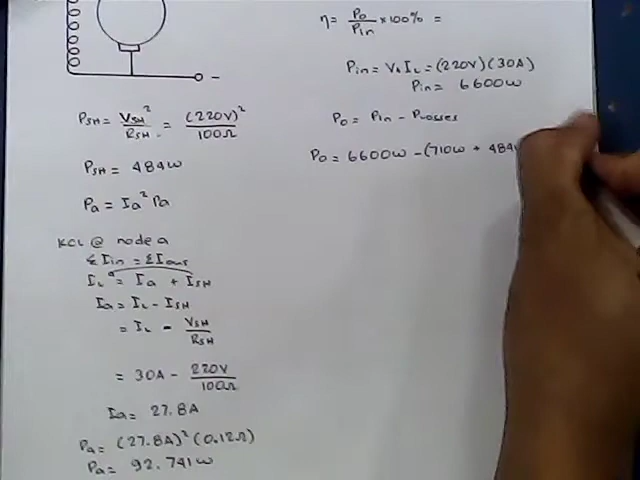 η = Po/Pin × 100% =
Pin = VL IL = (220V)(30A)
Pin = 6600W
Po = Pin - Plosses
Po = 6600W - (710W + 484
PSH = VSH²/RSH = (220V)²/100Ω
PSH = 484W
Pa = Ia² Ra
KCL @ node a
ΣIin = ΣIout
IL = Ia + ISH
Ia = IL - ISH
= IL - VSH/RSH
= 30A - 220V/100Ω
Ia = 27.8A
Pa = (27.8A)² (0.12Ω)
Pa = 92.741W